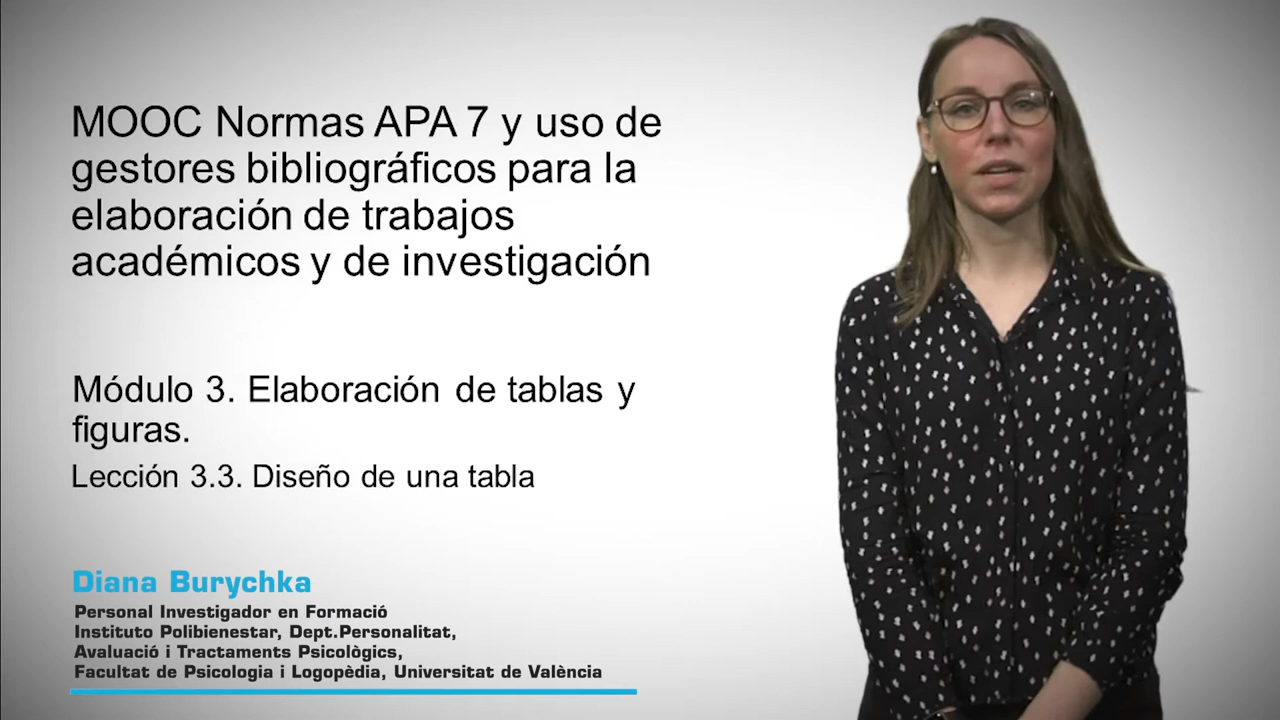 MOOC Normas APA 7 y uso de
gestores bibliográficos para la
elaboración de trabajos
académicos y de investigación
Módulo 3. Elaboración de tablas y
figuras.
Lección 3.3. Diseño de una tabla
Diana Burychka
Personal Investigador en Formació
Instituto Polibienestar, Dept.Personalitat,
Avaluació i Tractaments Psicològics,
Facultat de Psicologia i Logopèdia, Universitat de València